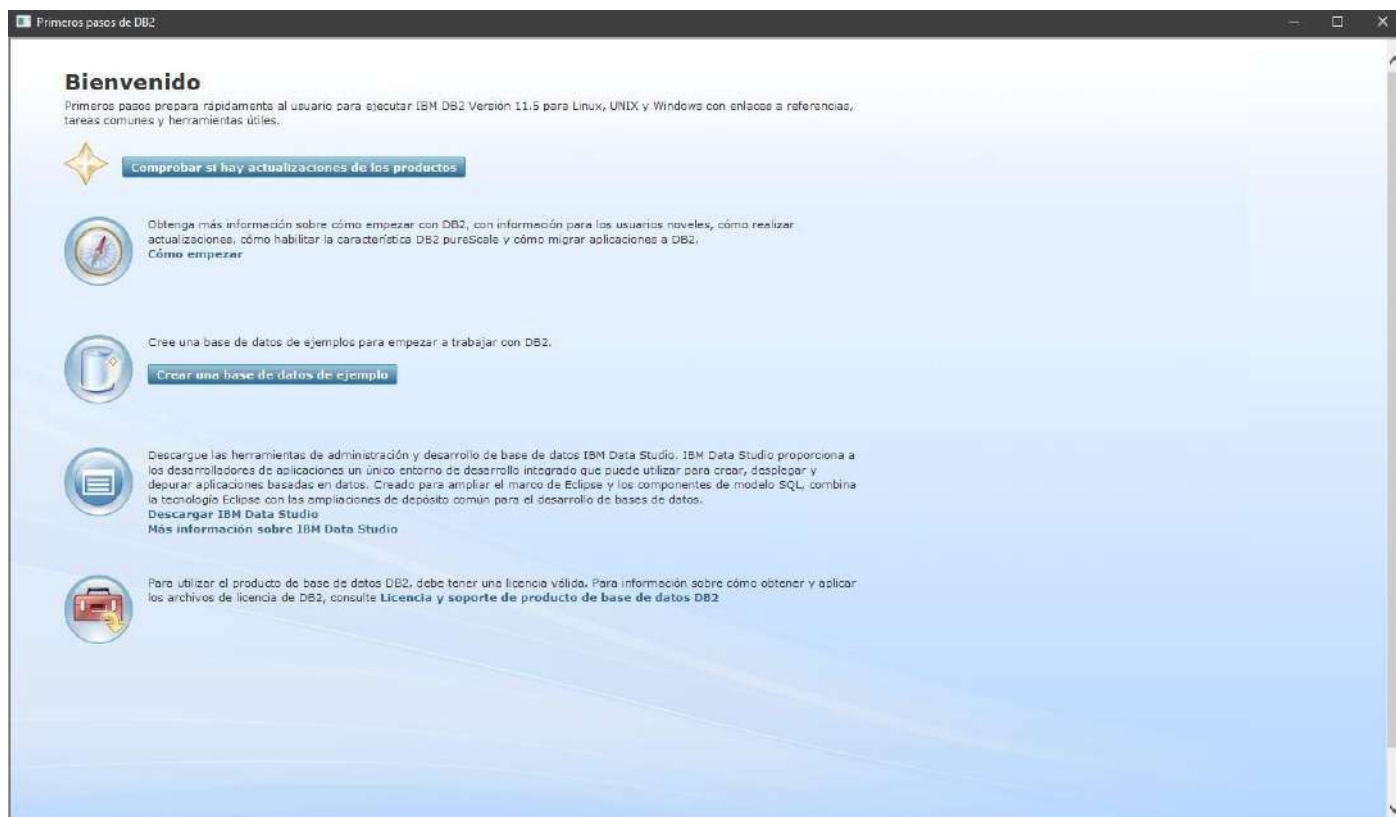 Primeros pasos de DB2
Bienvenido
Primeros pasos prepara rápidamente al usuario para ejecutar IBM DB2 Versión 11.5 para Linux, UNIX y Windows con enlaces a referencias,
tareas comunes y herramientas útiles.
Comprobar si hay actualizaciones de los productos
Obtenga más información sobre cómo empezar con DB2, con información para los usuarios noveles, cómo realizar
actualizaciones, cómo habilitar la característica DB2 pureScale y cómo migrar aplicaciones a DB2.
Cómo empezar
Cree una base de datos de ejemplos para empezar a trabajar con DB2.
Crear una base de datos de ejemplo
Descargue las herramientas de administración y desarrollo de base de datos IBM Data Studio. IBM Data Studio proporciona a
los desarrolladores de aplicaciones un único entorno de desarrollo integrado que puede utilizar para crear, desplegar y
depurar aplicaciones basadas en datos. Creado para ampliar el marco de Eclipse y los componentes de modelo SQL, combina
la tecnología Eclipse con las ampliaciones de depósito común para el desarrollo de bases de datos.
Descargar IBM Data Studio
Más información sobre IBM Data Studio
Para utilizar el producto de base de datos DB2, debe tener una licencia válida. Para información sobre cómo obtener y aplicar
los archivos de licencia de DB2, consulte Licencia y soporte de producto de base de datos DB2